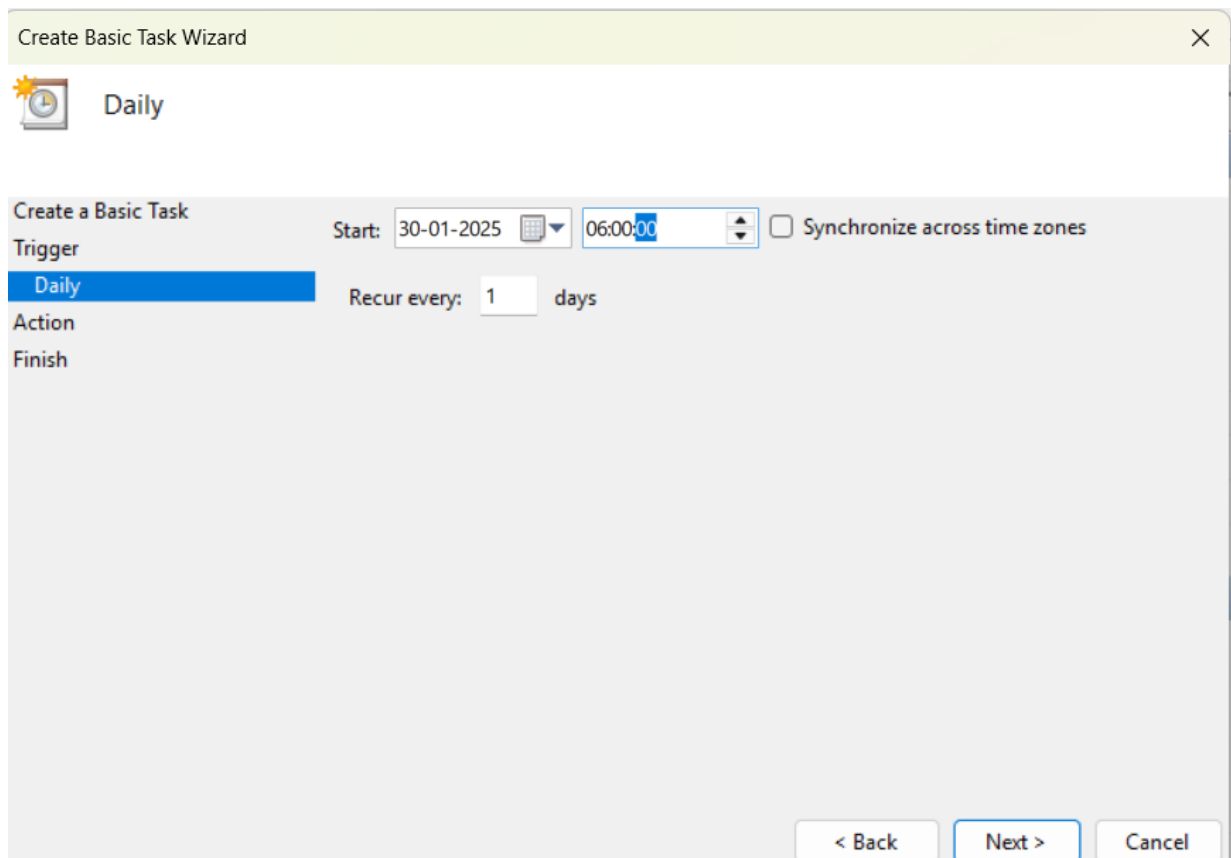 Create Basic Task Wizard
Daily
Create a Basic Task
Trigger
Daily
Action
Finish
Start: 30-01-2025 06:00:00 Synchronize across time zones
Recur every: 1 days
< Back Next > Cancel